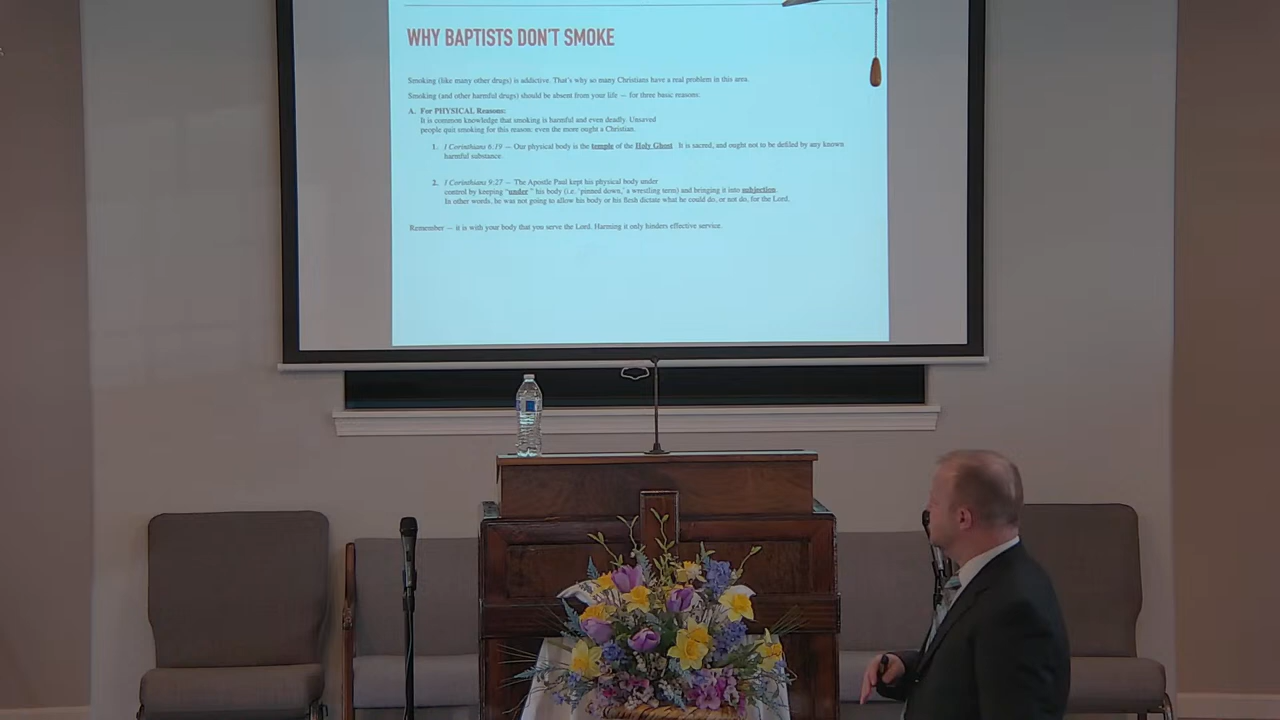 WHY BAPTISTS DON'T SMOKE
Smoking (like many other drugs) is addictive. That's why so many Christians have a real problem in this area.
Smoking (and other harmful drugs) should be absent from your life — for three basic reasons:
A. For PHYSICAL Reasons:
It is common knowledge that smoking is harmful and even deadly. Unsaved
people quit smoking for this reason; even the more ought a Christian.
1. I Corinthians 6:19 — Our physical body is the temple of the Holy Ghost. It is sacred, and ought not to be defiled by any known
harmful substance.
2. I Corinthians 9:27 — The Apostle Paul kept his physical body under
control by keeping "under" his body (i.e. 'pinned down,' a wrestling term) and bringing it into subjection.
In other words, he was not going to allow his body or his flesh dictate what he could do, or not do, for the Lord.
Remember — it is with your body that you serve the Lord. Harming it only hinders effective service.